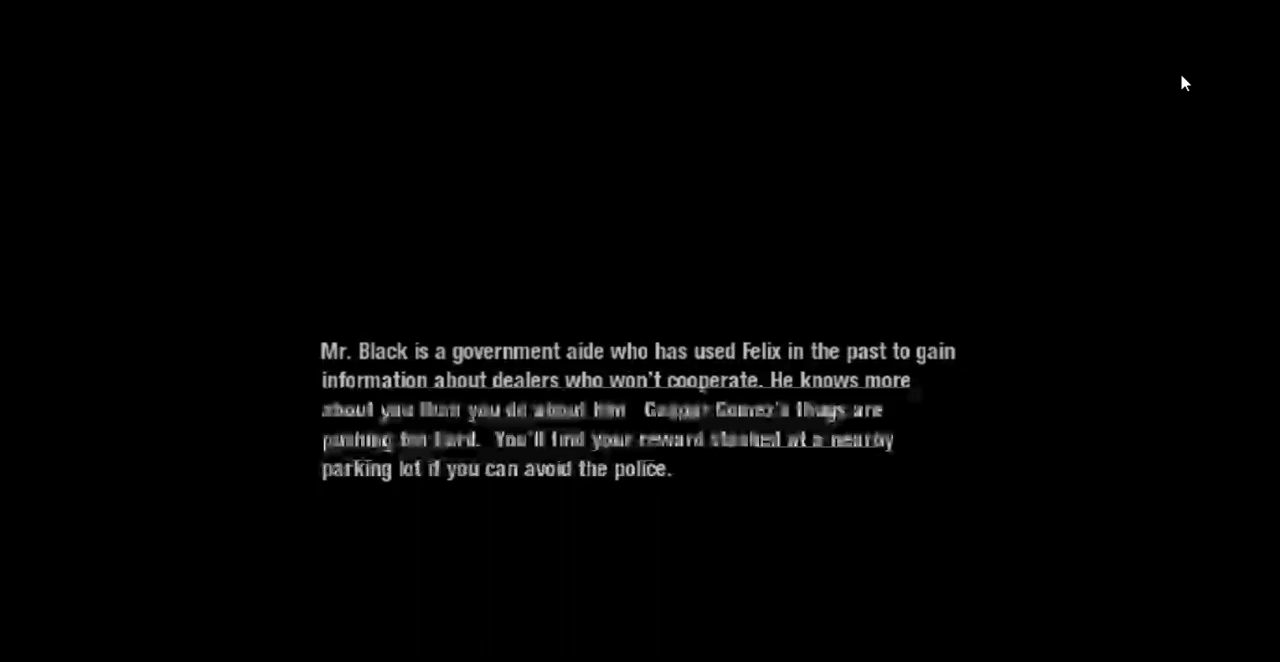 Mr. Black is a government aide who has used Felix in the past to gain
information about dealers who won't cooperate. He knows more
about you than you do about him Gaspar Gomez's thugs are
pushing too hard. You'll find your reward stashed at a nearby
parking lot if you can avoid the police.